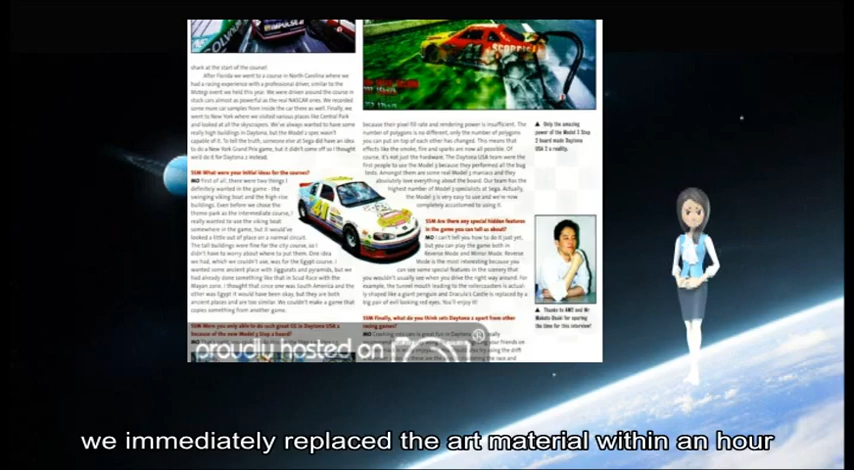 shark at the start of the course!
After Florida we went to a course in North Carolina where we
had a racing experience with a professional driver, similar to the
Motegi event we held this year. We were driven around the course in
stock cars almost as powerful as the real NASCAR ones. We recorded
some more car samples from inside the car there as well. Finally, we
went to New York where we visited various places like Central Park
and looked at all the skyscrapers. We've always wanted to have some
really high buildings in Daytona, but the Model 2 spec wasn't
capable of it. To tell the truth, someone else at Sega did have an idea
to do a New York Grand Prix game, but it didn't come off so I thought
we'd do it for Daytona 2 instead.
SSM What were your initial ideas for the courses?
MO First of all, there were two things I
definitely wanted in the game - the
swinging viking boat and the high rise
buildings. Even before we chose the
theme park as the intermediate course, I
really wanted to use the viking boat
somewhere in the game, but it would've
looked a little out of place on a normal circuit.
The tall buildings were fine for the city course, so I
didn't have to worry about where to put them. One idea
we had, which we couldn't use, was for the Egypt course. I
wanted some ancient place with jiggurats and pyramids, but we
had already done something like that in Scud Race with the
Mayan zone. I thought that since one was South America and the
other was Egypt it would have been okay, but they are both
ancient places and are too similar. We couldn't make a game that
copies something from another game.
SSM Were you only able to do such great CG in Daytona USA 2
because of the new Model 3 Step 2 board?
because their pixel fill rate and rendering power is insufficient. The
number of polygons is no different, only the number of polygons
you can put on top of each other has changed. This means that
effects like the smoke, fire and sparks are now all possible. Of
course, it's not just the hardware. The Daytona USA team were the
first people to use the Model 3 because they performed all the bug
tests. Amongst them are some real Model 3 maniacs and they
absolutely love everything about the board. Our team has the
highest number of Model 3 specialists at Sega. Actually,
the Model 3 is very easy to use and we're now
completely accustomed to using it.
SSM Are there any special hidden features
in the game you can tell us about?
MO I can't tell you how to do it just yet,
but you can play the game both in
Reverse Mode and Mirror Mode. Reverse
Mode is the most interesting because you
can see some special features in the scenery that
you wouldn't usually see when you drive the right way around. For
example, the tunnel mouth leading to the rollercoasters is actual-
ly shaped like a giant penguin and Dracula's Castle is replaced by a
big pair of evil looking red eyes. You'll enjoy it!
SSM Finally, what do you think sets Daytona 2 apart from other
racing games?
SCORPIO
41
▲ Only the amazing
power of the Model 3 Step
2 board made Daytona
USA 2 a reality.
▲ Thanks to AM2 and Mr
Makoto Osaki for sparing
the time for this interview!
proudly hosted on
we immediately replaced the art material within an hour